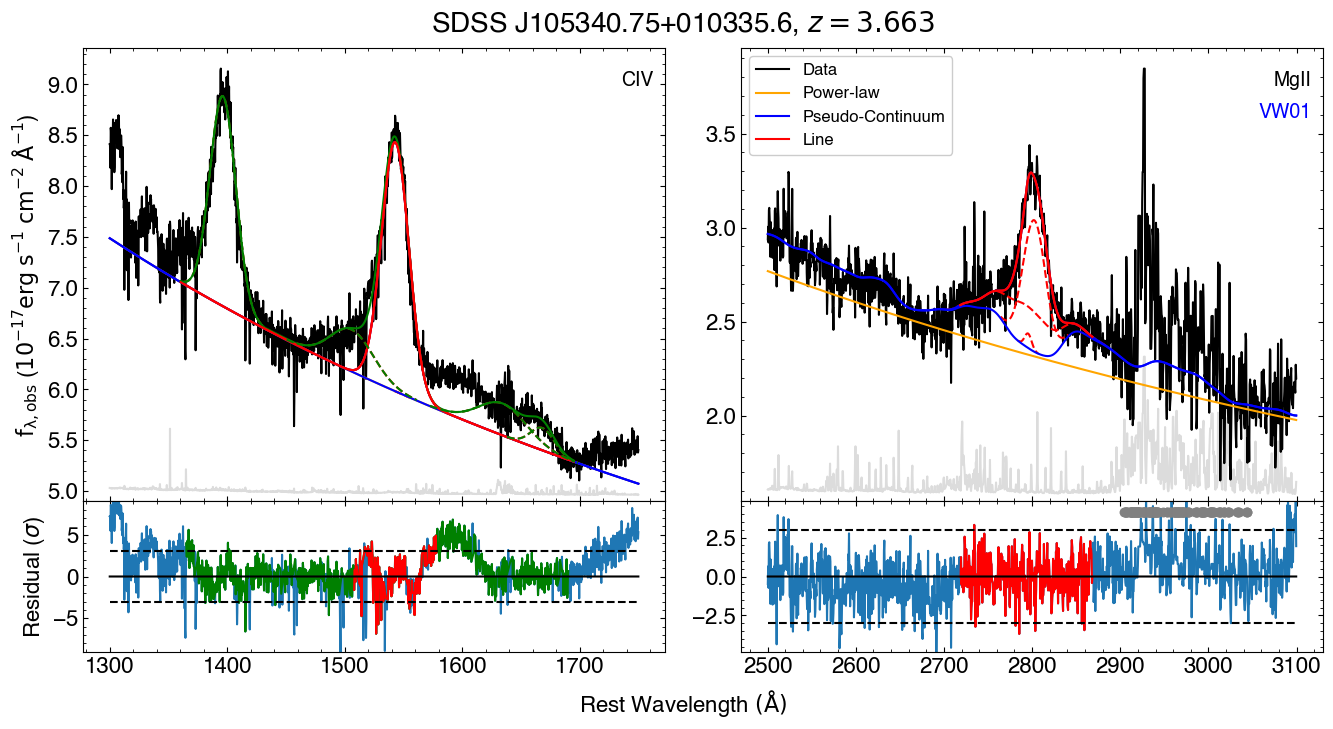 SDSS J105340.75+010335.6, z = 3.663
CIV
9.0
8.5
8.0
7.5
7.0
6.5
6.0
5.5
5.0
fλ, obs (10⁻¹⁷erg s⁻¹ cm⁻² Å⁻¹)
5
0
−5
Residual (σ)
1300 1400 1500 1600 1700
Data
Power-law
Pseudo-Continuum
Line
MgII
VW01
3.5
3.0
2.5
2.0
2.5
0.0
−2.5
2500 2600 2700 2800 2900 3000 3100
Rest Wavelength (Å)